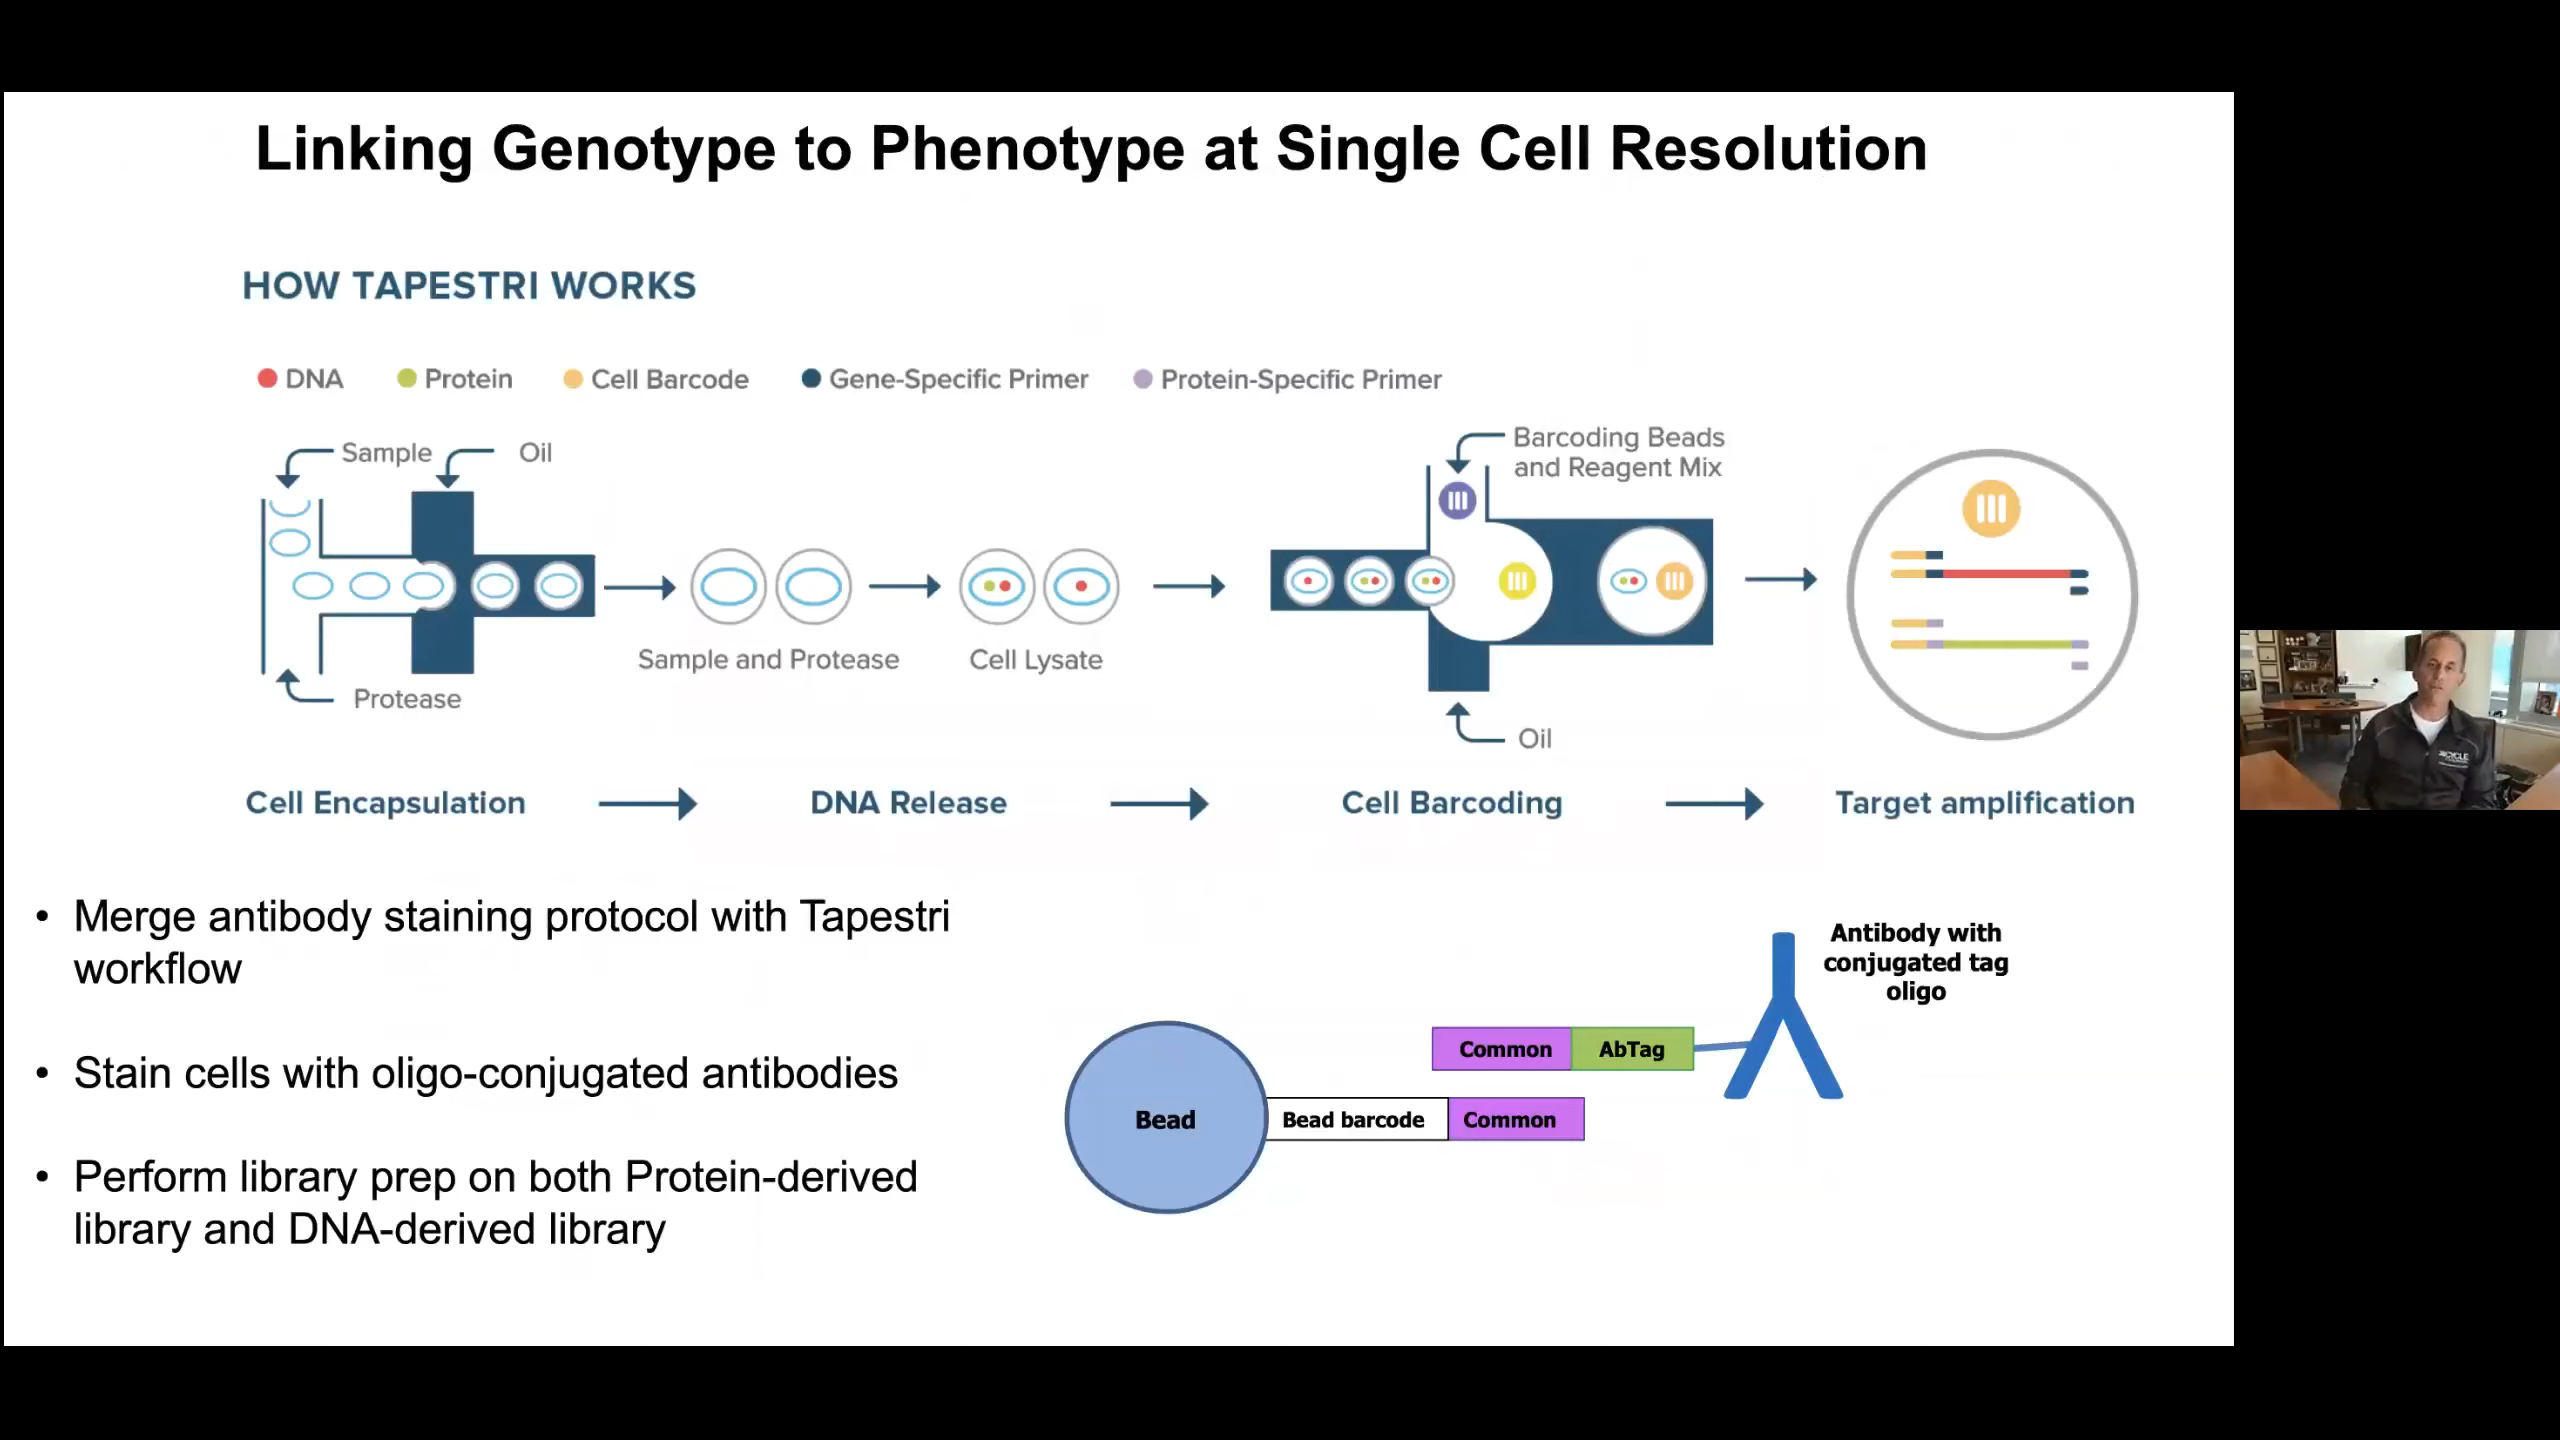 Linking Genotype to Phenotype at Single Cell Resolution
HOW TAPESTRI WORKS
DNA
Protein
Cell Barcode
Gene-Specific Primer
Protein-Specific Primer
Sample
Oil
Protease
Sample and Protease
Cell Lysate
Barcoding Beads
and Reagent Mix
Oil
Cell Encapsulation
DNA Release
Cell Barcoding
Target amplification
• Merge antibody staining protocol with Tapestri
workflow
• Stain cells with oligo-conjugated antibodies
• Perform library prep on both Protein-derived
library and DNA-derived library
Antibody with
conjugated tag
oligo
Common
AbTag
Bead
Bead barcode
Common